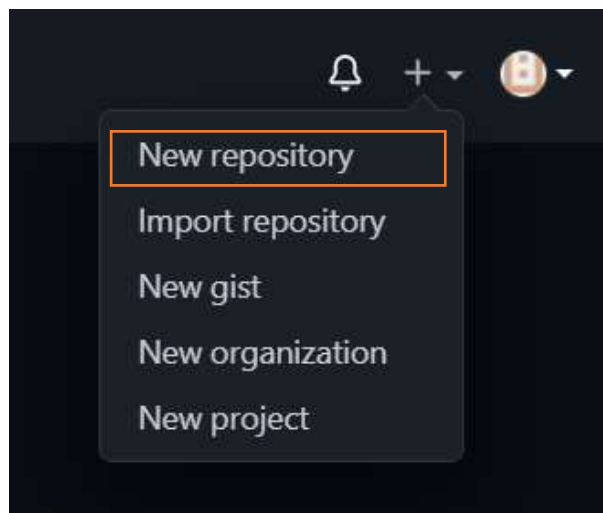 New repository
Import repository
New gist
New organization
New project